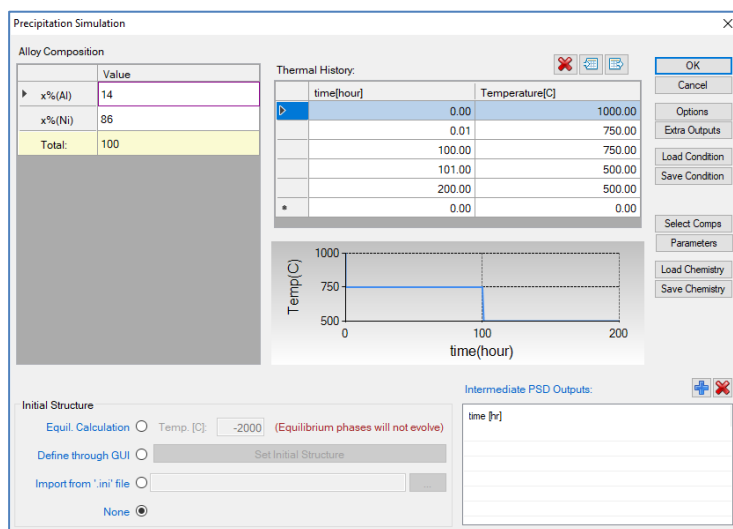 Precipitation Simulation
Alloy Composition
Value
x%(Al) 14
x%(Ni) 86
Total: 100
Thermal History:
time[hour] Temperature[C]
0.00 1000.00
0.01 750.00
100.00 750.00
101.00 500.00
200.00 500.00
* 0.00 0.00
Temp(C)
1000
750
500
0 100 200
time(hour)
OK
Cancel
Options
Extra Outputs
Load Condition
Save Condition
Select Comps
Parameters
Load Chemistry
Save Chemistry
Initial Structure
Equil. Calculation Temp. [C]: -2000 (Equilibrium phases will not evolve)
Define through GUI Set Initial Structure
Import from '.ini' file ...
None
Intermediate PSD Outputs:
time [hr]